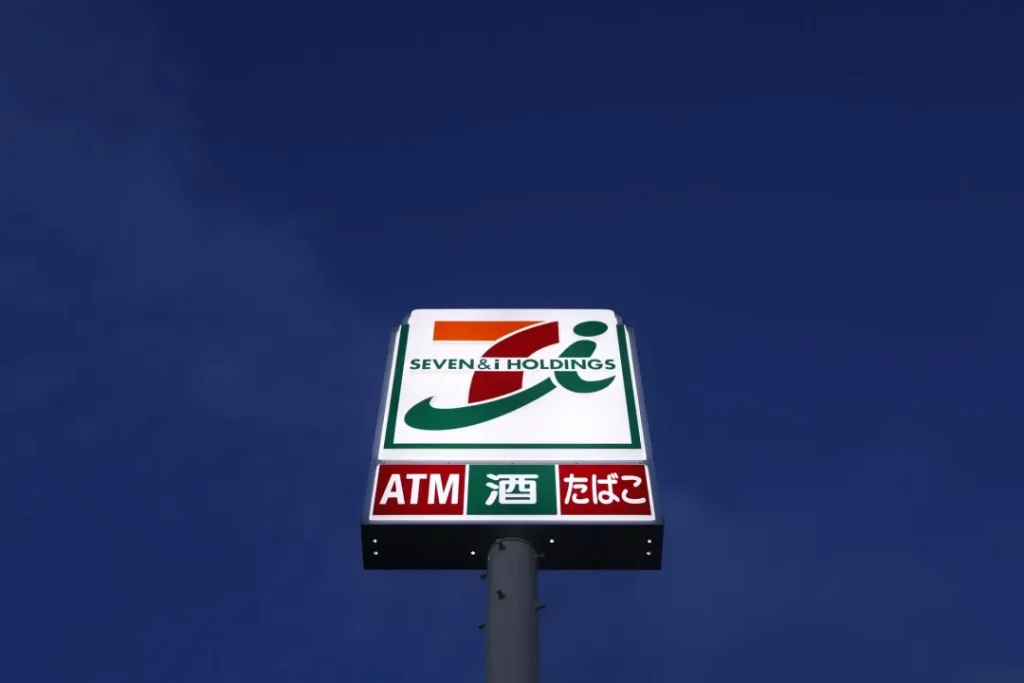 SEVEN&i HOLDINGS
ATM 酒 たばこ